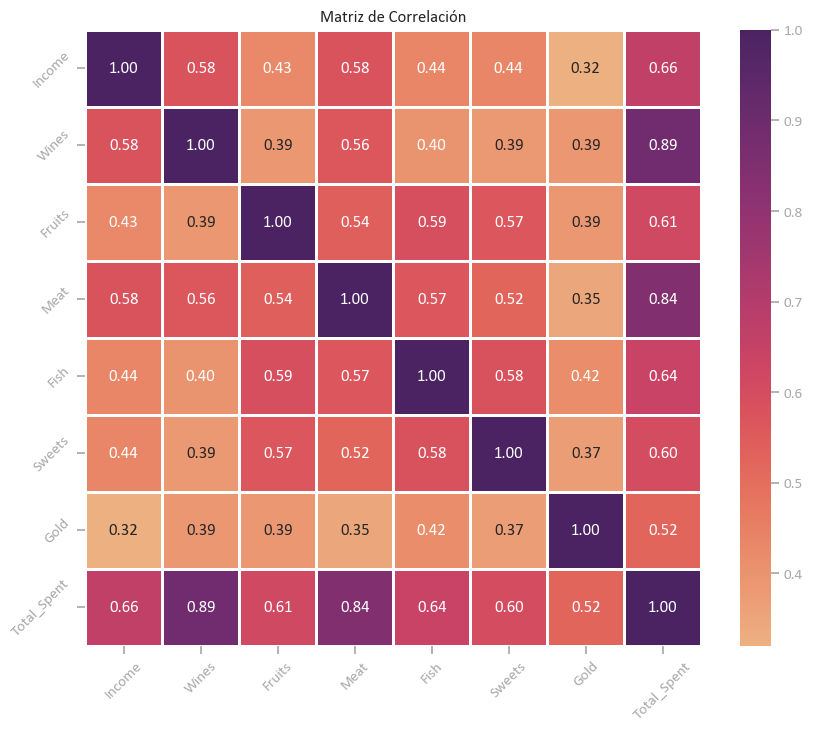 Matriz de Correlación
Income 1.00 0.58 0.43 0.58 0.44 0.44 0.32 0.66
Wines 0.58 1.00 0.39 0.56 0.40 0.39 0.39 0.89
Fruits 0.43 0.39 1.00 0.54 0.59 0.57 0.39 0.61
Meat 0.58 0.56 0.54 1.00 0.57 0.52 0.35 0.84
Fish 0.44 0.40 0.59 0.57 1.00 0.58 0.42 0.64
Sweets 0.44 0.39 0.57 0.52 0.58 1.00 0.37 0.60
Gold 0.32 0.39 0.39 0.35 0.42 0.37 1.00 0.52
Total_Spent 0.66 0.89 0.61 0.84 0.64 0.60 0.52 1.00
Income Wines Fruits Meat Fish Sweets Gold Total_Spent
1.0
0.9
0.8
0.7
0.6
0.5
0.4